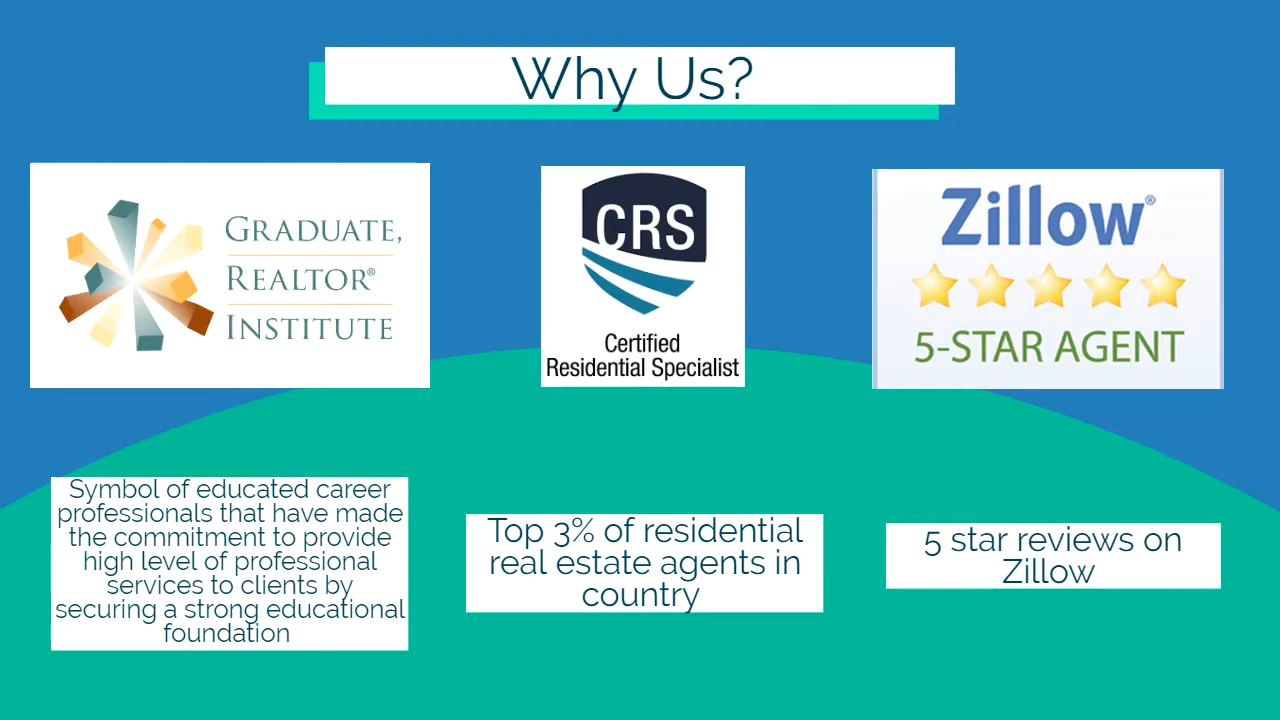 Why Us?
GRADUATE,
REALTOR®
INSTITUTE
CRS
Certified
Residential Specialist
Zillow®
5-STAR AGENT
Symbol of educated career
professionals that have made
the commitment to provide
high level of professional
services to clients by
securing a strong educational
foundation
Top 3% of residential
real estate agents in
country
5 star reviews on
Zillow